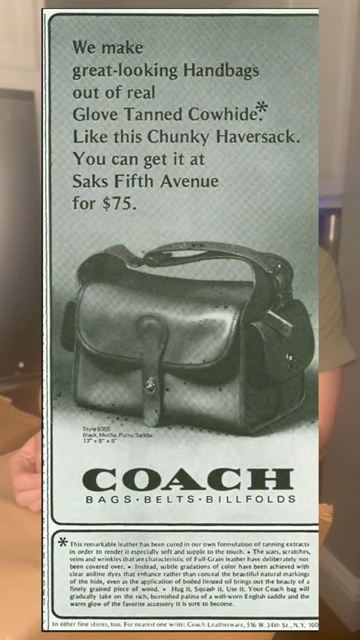 We make
great-looking Handbags
out of real
Glove Tanned Cowhide.*
Like this Chunky Haversack.
You can get it at
Saks Fifth Avenue
for $75.
Black, Mocha, Putty, Saddle
13" x 8" x 8"
COACH
BAGS · BELTS · BILLFOLDS
* This remarkable leather has been cured in our own formulation of tanning extracts
in order to render it especially soft and supple to the touch. • The scars, scratches,
veins and wrinkles that are characteristic of Full-Grain leather have deliberately not
been covered over. • Instead, subtle gradations of color have been achieved with
clear aniline dyes that enhance rather than conceal the beautiful natural markings
of the hide, even as the application of boiled linseed oil brings out the beauty of a
finely grained piece of wood. • Hug it. Squash it. Use it. Your Coach bag will
gradually take on the rich, burnished patina of a well-worn English saddle and the
warm glow of the favorite accessory it is sure to become.
In other fine stores, too. For nearest one write: Coach Leatherware, 516 W. 34th St., N.Y. 100